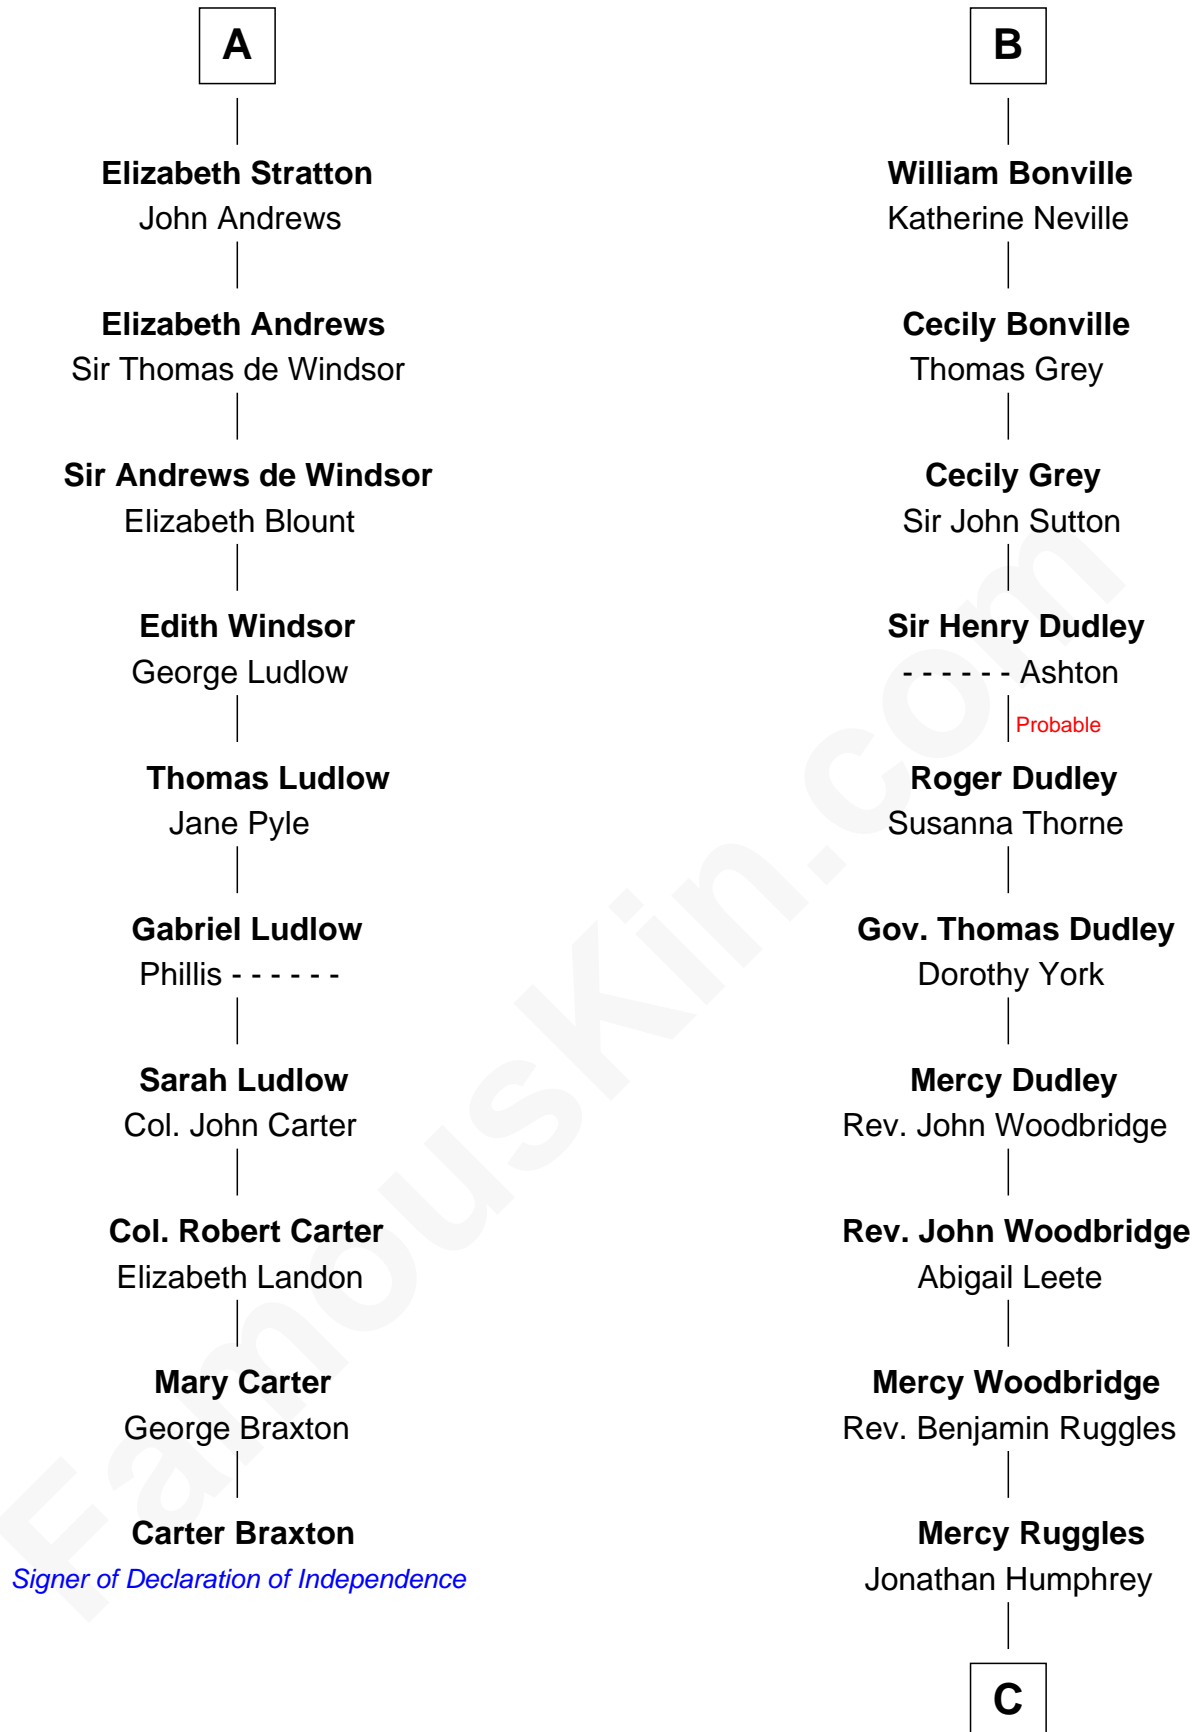 A
Elizabeth Stratton
John Andrews
Elizabeth Andrews
Sir Thomas de Windsor
Sir Andrews de Windsor
Elizabeth Blount
Edith Windsor
George Ludlow
Thomas Ludlow
Jane Pyle
Gabriel Ludlow
Phillis - - - - - -
Sarah Ludlow
Col. John Carter
Col. Robert Carter
Elizabeth Landon
Mary Carter
George Braxton
Carter Braxton
Signer of Declaration of Independence
B
William Bonville
Katherine Neville
Cecily Bonville
Thomas Grey
Cecily Grey
Sir John Sutton
Sir Henry Dudley
- - - - - - Ashton
Probable
Roger Dudley
Susanna Thorne
Gov. Thomas Dudley
Dorothy York
Mercy Dudley
Rev. John Woodbridge
Rev. John Woodbridge
Abigail Leete
Mercy Woodbridge
Rev. Benjamin Ruggles
Mercy Ruggles
Jonathan Humphrey
C
FamousKin.com